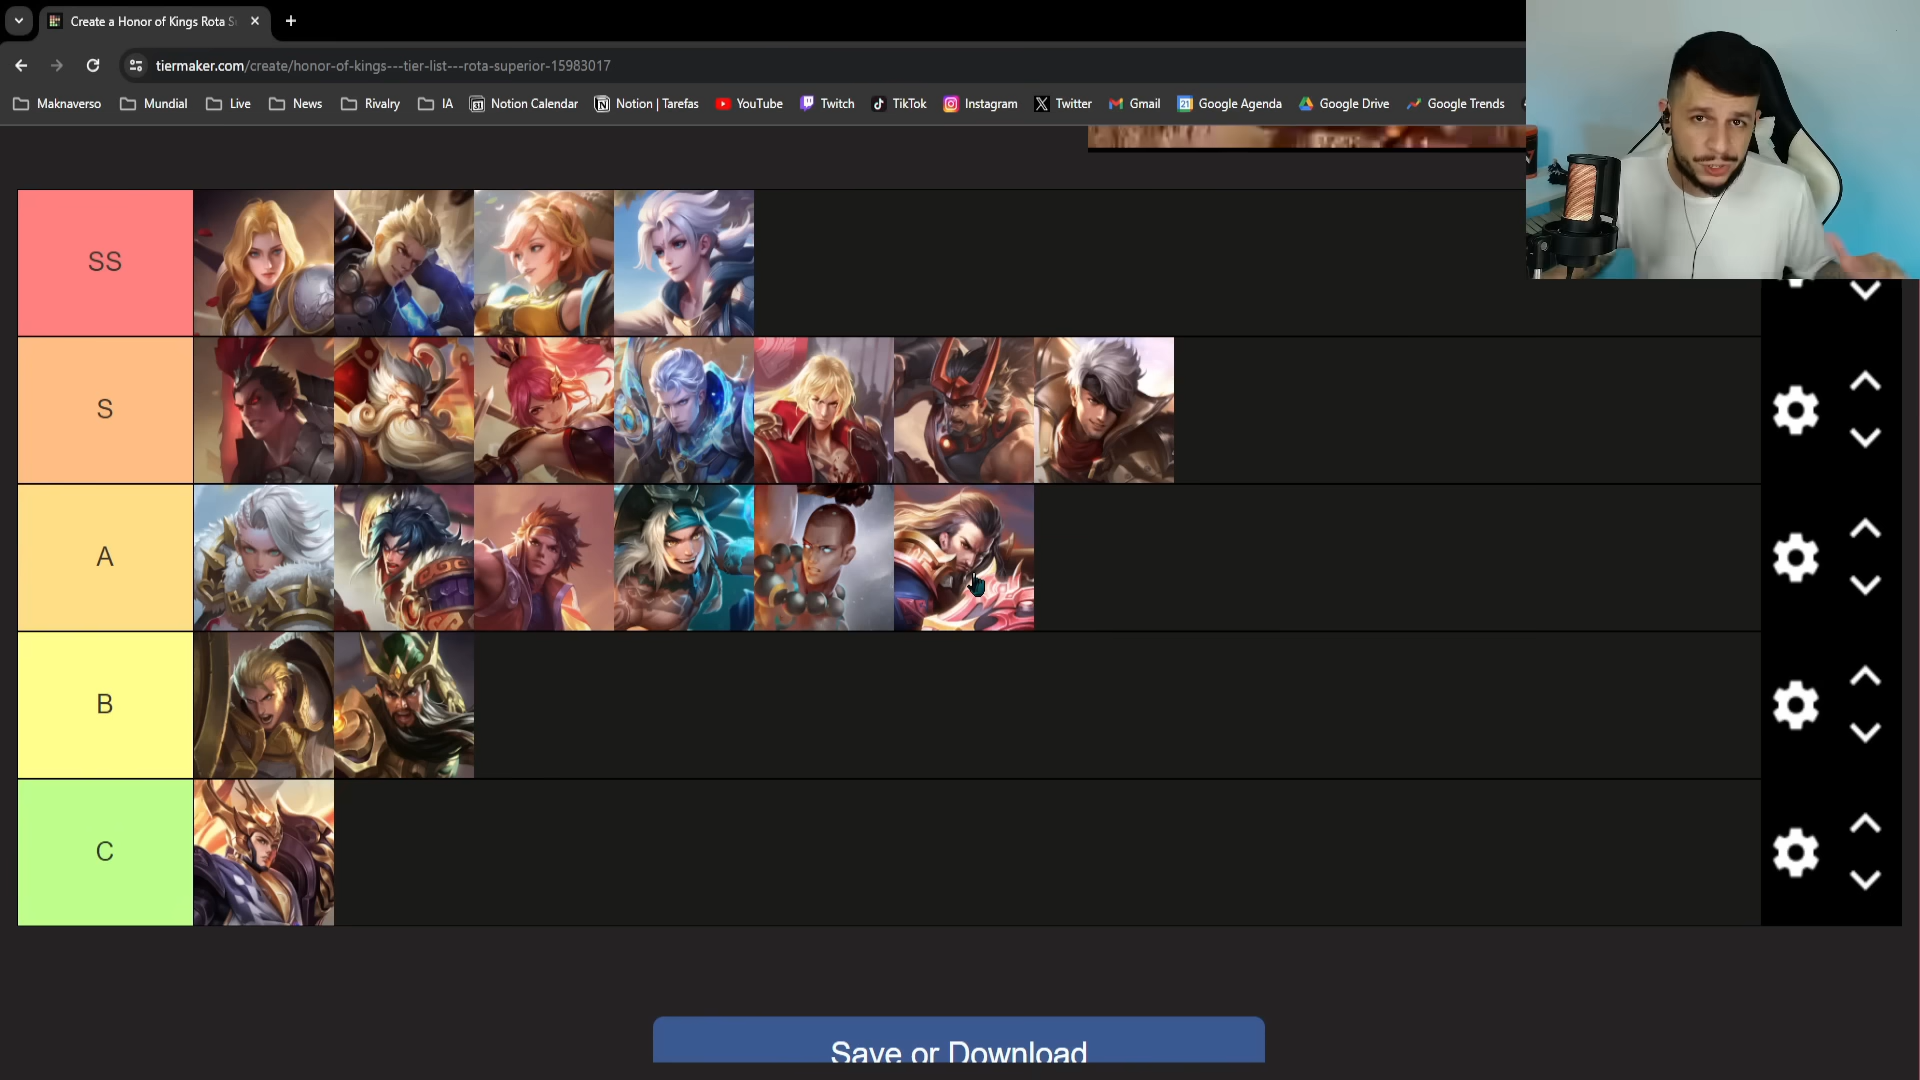 Create a Honor of Kings Rota S
tiermaker.com/create/honor-of-kings---tier-list---rota-superior-15983017
Maknaverso Mundial Live News Rivalry IA Notion Calendar Notion | Tarefas YouTube Twitch TikTok Instagram Twitter Gmail Google Agenda Google Drive Google Trends
SS
S
A
B
C
Save or Download